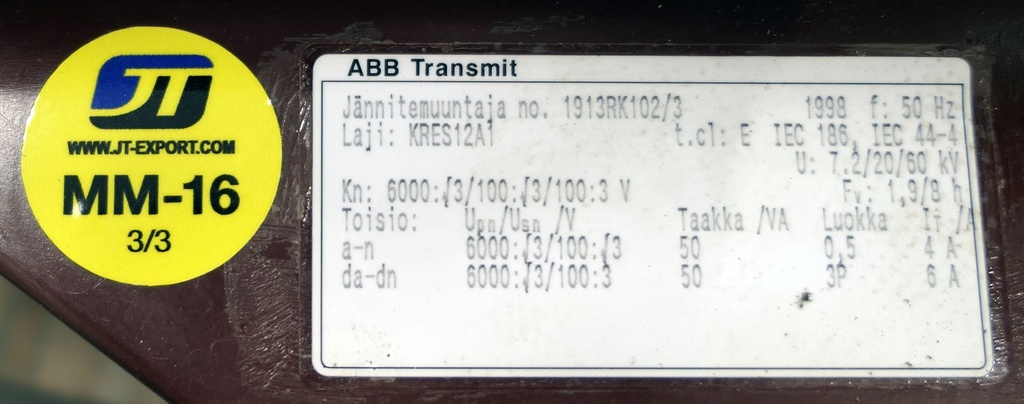 JT
WWW.JT-EXPORT.COM
MM-16
3/3
ABB Transmit
Jännitemuuntaja no. 1913RK102/3 1998 f: 50 Hz
Laji: KRES12A1 t.cl: E IEC 186, IEC 44-4
U: 7.2/20/60 kV
Kn: 6000:√3/100:√3/100:3 V Fv: 1,9/8 h
Toisio: Upn/Usn /V Taakka /VA Luokka If /A
a-n 6000:√3/100:√3 50 0,5 4 A
da-dn 6000:√3/100:3 50 3P 6 A